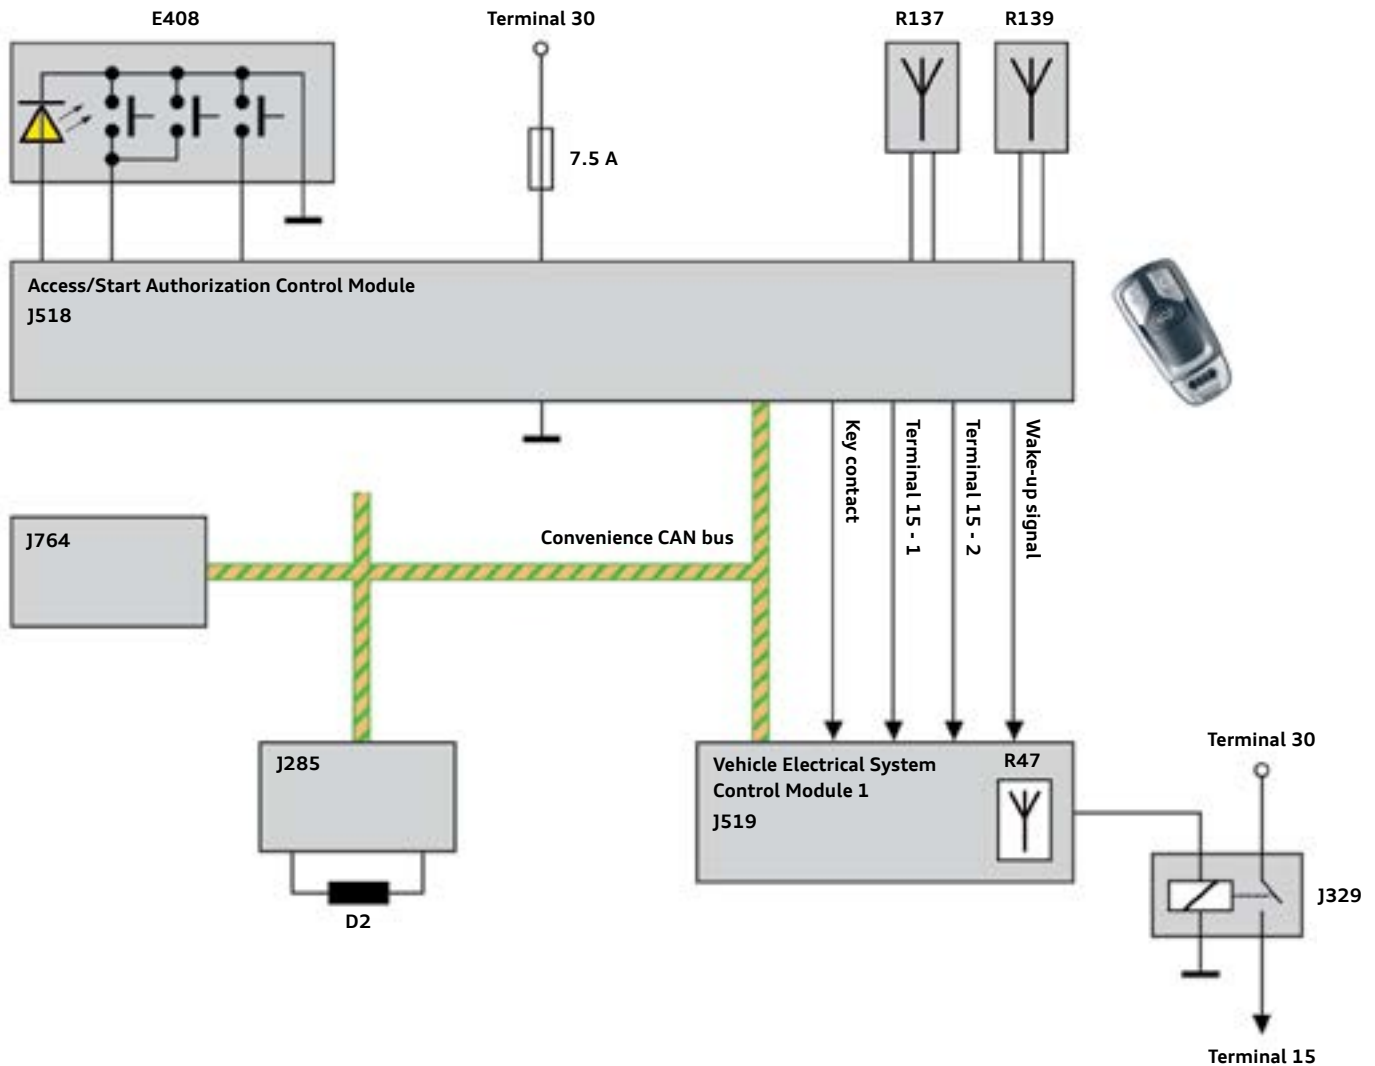 E408
Terminal 30
R137
R139
7.5 A
Access/Start Authorization Control Module
J518
Key contact
Terminal 15 - 1
Terminal 15 - 2
Wake-up signal
J764
Convenience CAN bus
J285
D2
Vehicle Electrical System
Control Module 1
J519
R47
Terminal 30
J329
Terminal 15